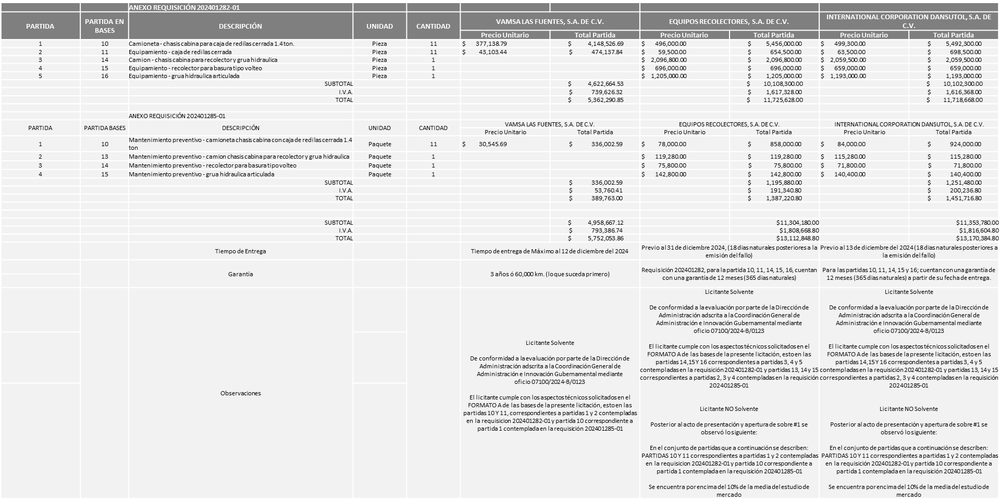 ANEXO REQUISICIÓN 202401282-01
PARTIDA PARTIDA EN BASES DESCRIPCIÓN UNIDAD CANTIDAD VAMSA LAS FUENTES, S.A. DE C.V. EQUIPOS RECOLECTORES, S.A. DE C.V. INTERNATIONAL CORPORATION DANSUTOL, S.A. DE C.V.
Precio Unitario Total Partida Precio Unitario Total Partida Precio Unitario Total Partida
1 10 Camioneta - chasis cabina para caja de redilas cerrada 1.4 ton. Pieza 11 $ 377,138.79 $ 4,148,526.69 $ 496,000.00 $ 5,456,000.00 $ 499,300.00 $ 5,492,300.00
2 11 Equipamiento - caja de redilas cerrada Pieza 11 $ 43,103.44 $ 474,137.84 $ 59,500.00 $ 654,500.00 $ 63,500.00 $ 698,500.00
3 14 Camion - chasis cabina para recolector y grua hidraulica Pieza 1 $ 2,096,800.00 $ 2,096,800.00 $ 2,059,500.00 $ 2,059,500.00
4 15 Equipamiento - recolector para basura tipo volteo Pieza 1 $ 696,000.00 $ 696,000.00 $ 659,000.00 $ 659,000.00
5 16 Equipamiento - grua hidraulica articulada Pieza 1 $ 1,205,000.00 $ 1,205,000.00 $ 1,193,000.00 $ 1,193,000.00
SUBTOTAL $ 4,622,664.53 $ 10,108,300.00 $ 10,102,300.00
I.V.A. $ 739,626.32 $ 1,617,328.00 $ 1,616,368.00
TOTAL $ 5,362,290.85 $ 11,725,628.00 $ 11,718,668.00
ANEXO REQUISICIÓN 202401285-01
PARTIDA PARTIDA BASES DESCRIPCIÓN UNIDAD CANTIDAD VAMSA LAS FUENTES, S.A. DE C.V. EQUIPOS RECOLECTORES, S.A. DE C.V. INTERNATIONAL CORPORATION DANSUTOL, S.A. DE C.V.
Precio Unitario Total Partida Precio Unitario Total Partida Precio Unitario Total Partida
1 10 Mantenimiento preventivo - camioneta chasis cabina con caja de redilas cerrada 1.4 ton Paquete 11 $ 30,545.69 $ 336,002.59 $ 78,000.00 $ 858,000.00 $ 84,000.00 $ 924,000.00
2 13 Mantenimiento preventivo - camion chasis cabina para recolector y grua hidraulica Paquete 1 $ 119,280.00 $ 119,280.00 $ 115,280.00 $ 115,280.00
3 14 Mantenimiento preventivo - recolector para basura tipo volteo Paquete 1 $ 75,800.00 $ 75,800.00 $ 71,800.00 $ 71,800.00
4 15 Mantenimiento preventivo - grua hidraulica articulada Paquete 1 $ 142,800.00 $ 142,800.00 $ 140,400.00 $ 140,400.00
SUBTOTAL $ 336,002.59 $ 1,195,880.00 $ 1,251,480.00
I.V.A. $ 53,760.41 $ 191,340.80 $ 200,236.80
TOTAL $ 389,763.00 $ 1,387,220.80 $ 1,451,716.80
SUBTOTAL $ 4,958,667.12 $11,304,180.00 $11,353,780.00
I.V.A. $ 793,386.74 $1,808,668.80 $1,816,604.80
TOTAL $ 5,752,053.86 $13,112,848.80 $13,170,384.80
Tiempo de Entrega
Tiempo de entrega de Máximo al 12 de diciembre del 2024
Previo al 31 de diciembre 2024, (18 dias naturales posteriores a la
emisión del fallo)
Previo al 13 de diciembre del 2024 (18 dias naturales posteriores a
la emisión del fallo)
Garantía
3 años ó 60,000 km. (lo que suceda primero)
Requisición 202401282, para la partida 10, 11, 14, 15, 16, cuentan
con una garantía de 12 meses (365 dias naturales)
Para las partidas 10, 11, 14, 15 y 16; cuentan con una garantía de
12 meses (365 dias naturales) a partir de su fecha de entrega.
Observaciones
Licitante Solvente
De conformidad a la evaluación por parte de la Dirección de
Administración adscrita a la Coordinación General de
Administración e Innovación Gubernamental mediante
oficio 07100/2024-B/0123
El licitante cumple con los aspectos técnicos solicitados en el
FORMATO A de las bases de la presente licitación, esto en las
partidas 10 Y 11, correspondientes a partidas 1 y 2 contempladas
en la requisicion 202401282-01 y partida 10 correspondiente a
partida 1 contemplada en la requisición 202401285-01
Licitante Solvente
De conformidad a la evaluación por parte de la Dirección de
Administración adscrita a la Coordinación General de
Administración e Innovación Gubernamental mediante
oficio 07100/2024-B/0123
El licitante cumple con los aspectos técnicos solicitados en el
FORMATO A de las bases de la presente licitación, esto en las
partidas 14,15 Y 16 correspondientes a partidas 3, 4 y 5
contempladas en la requisición 202401282-01 y partidas 13, 14 y 15
correspondientes a partidas 2, 3 y 4 contempladas en la requisición
202401285-01
Licitante NO Solvente
Posterior al acto de presentación y apertura de sobre #1 se
observó lo siguiente:
En el conjunto de partidas que a continuación se describen:
PARTIDAS 10 Y 11 correspondientes a partidas 1 y 2 contempladas
en la requisicion 202401282-01 y partida 10 correspondiente a
partida 1 contemplada en la requisición 202401285-01
Se encuentra por encima del 10% de la media del estudio de
mercado
Licitante Solvente
De conformidad a la evaluación por parte de la Dirección de
Administración adscrita a la Coordinación General de
Administración e Innovación Gubernamental mediante
oficio 07100/2024-B/0123
El licitante cumple con los aspectos técnicos solicitados en el
FORMATO A de las bases de la presente licitación, esto en las
partidas 14,15 Y 16 correspondientes a partidas 3, 4 y 5
contempladas en la requisición 202401282-01 y partidas 13, 14 y 15
correspondientes a partidas 2, 3 y 4 contempladas en la requisición
202401285-01
Licitante NO Solvente
Posterior al acto de presentación y apertura de sobre #1 se
observó lo siguiente:
En el conjunto de partidas que a continuación se describen:
PARTIDAS 10 Y 11 correspondientes a partidas 1 y 2 contempladas
en la requisición 202401282-01 y partida 10 correspondiente a
partida 1 contemplada en la requisición 202401285-01
Se encuentra por encima del 10% de la media del estudio de
mercado